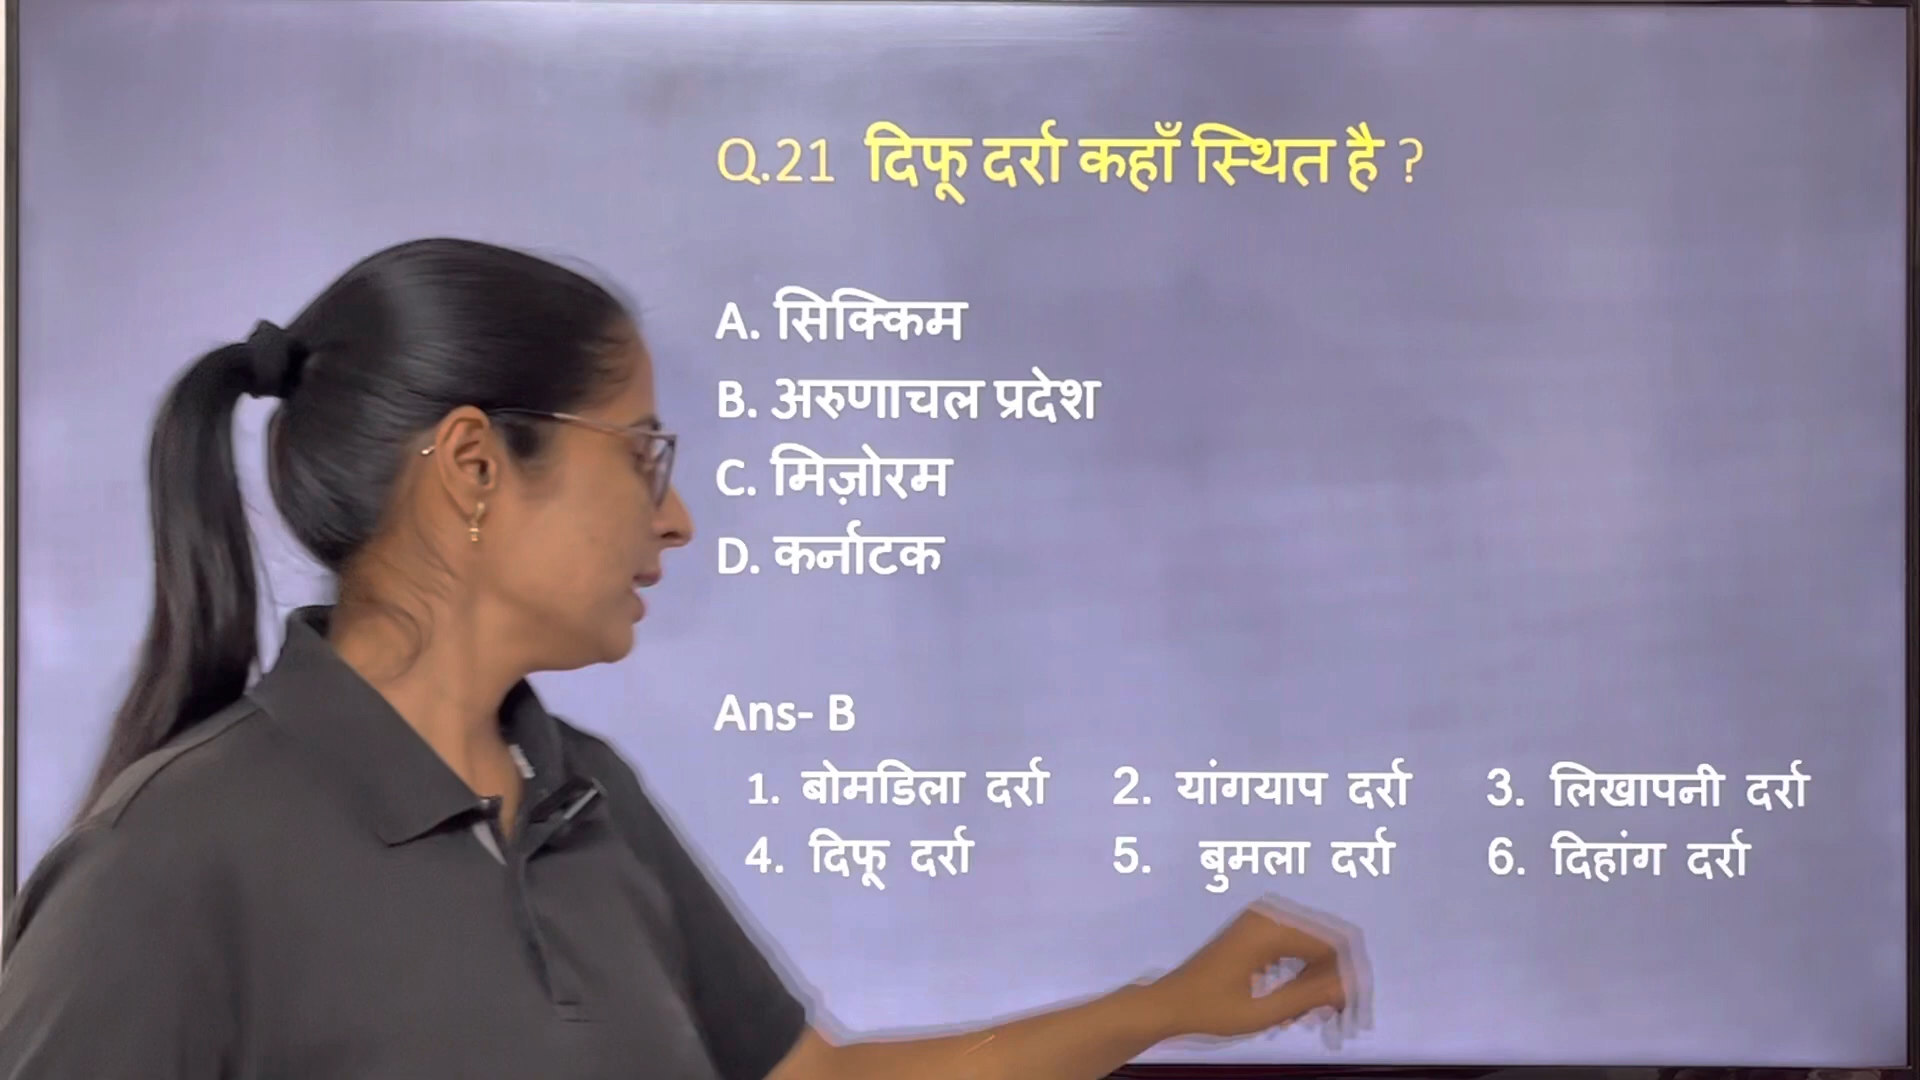 Q.21 दिफू दर्रा कहाँ स्थित है ?
A. सिक्किम
B. अरुणाचल प्रदेश
C. मिज़ोरम
D. कर्नाटक
Ans- B
1. बोमडिला दर्रा 2. यांगयाप दर्रा 3. लिखापनी दर्रा
4. दिफू दर्रा 5. बुमला दर्रा 6. दिहांग दर्रा